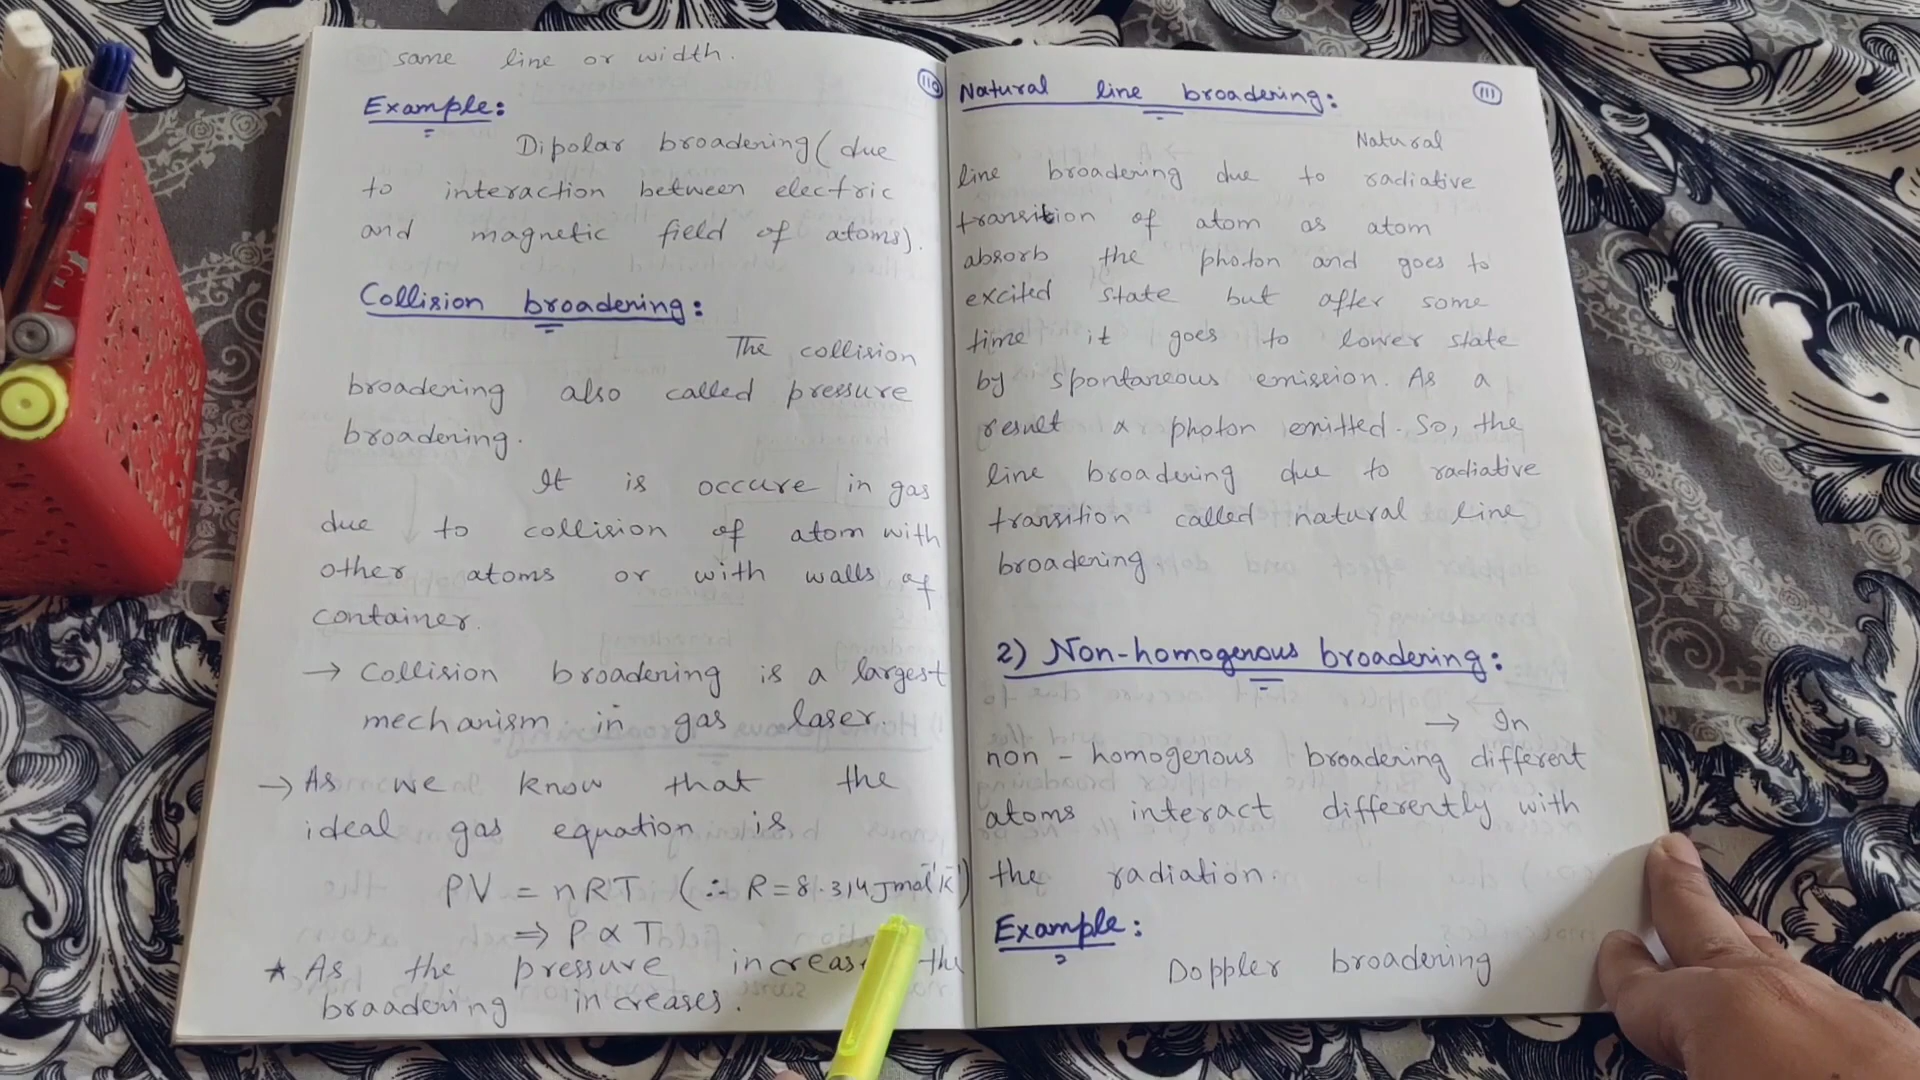 same line or width.
110
Example:
Dipolar broadening (due
to interaction between electric
and magnetic field of atoms).
Collision broadening:
The collision
broadening also called pressure
broadening.
It is occure in gas
due to collision of atom with
other atoms or with walls of
container.
→ Collision broadening is a largest
mechanism in gas laser.
→ As we know that the
ideal gas equation is
PV = nRT (∴ R = 8.314 Jmol⁻¹K⁻¹)
⇒ P ∝ T
* As the pressure increase the
braadening increases.
Natural line broadening:
111
Natural
line broadening due to radiative
transition of atom as atom
absorb the photon and goes to
excited state but after some
time it goes to lower state
by spontaneous emission. As a
result a photon emitted. So, the
line broadening due to radiative
transition called natural line
broadening
2) Non-homogenous broadening:
→ In
non-homogenous broadening different
atoms interact differently with
the radiation.
Example:
Doppler broadening